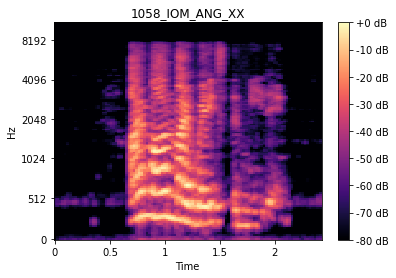 1058_IOM_ANG_XX
Hz
8192
4096
2048
1024
512
0
0
0.5
1
1.5
2
Time
+0 dB
-10 dB
-20 dB
-30 dB
-40 dB
-50 dB
-60 dB
-70 dB
-80 dB